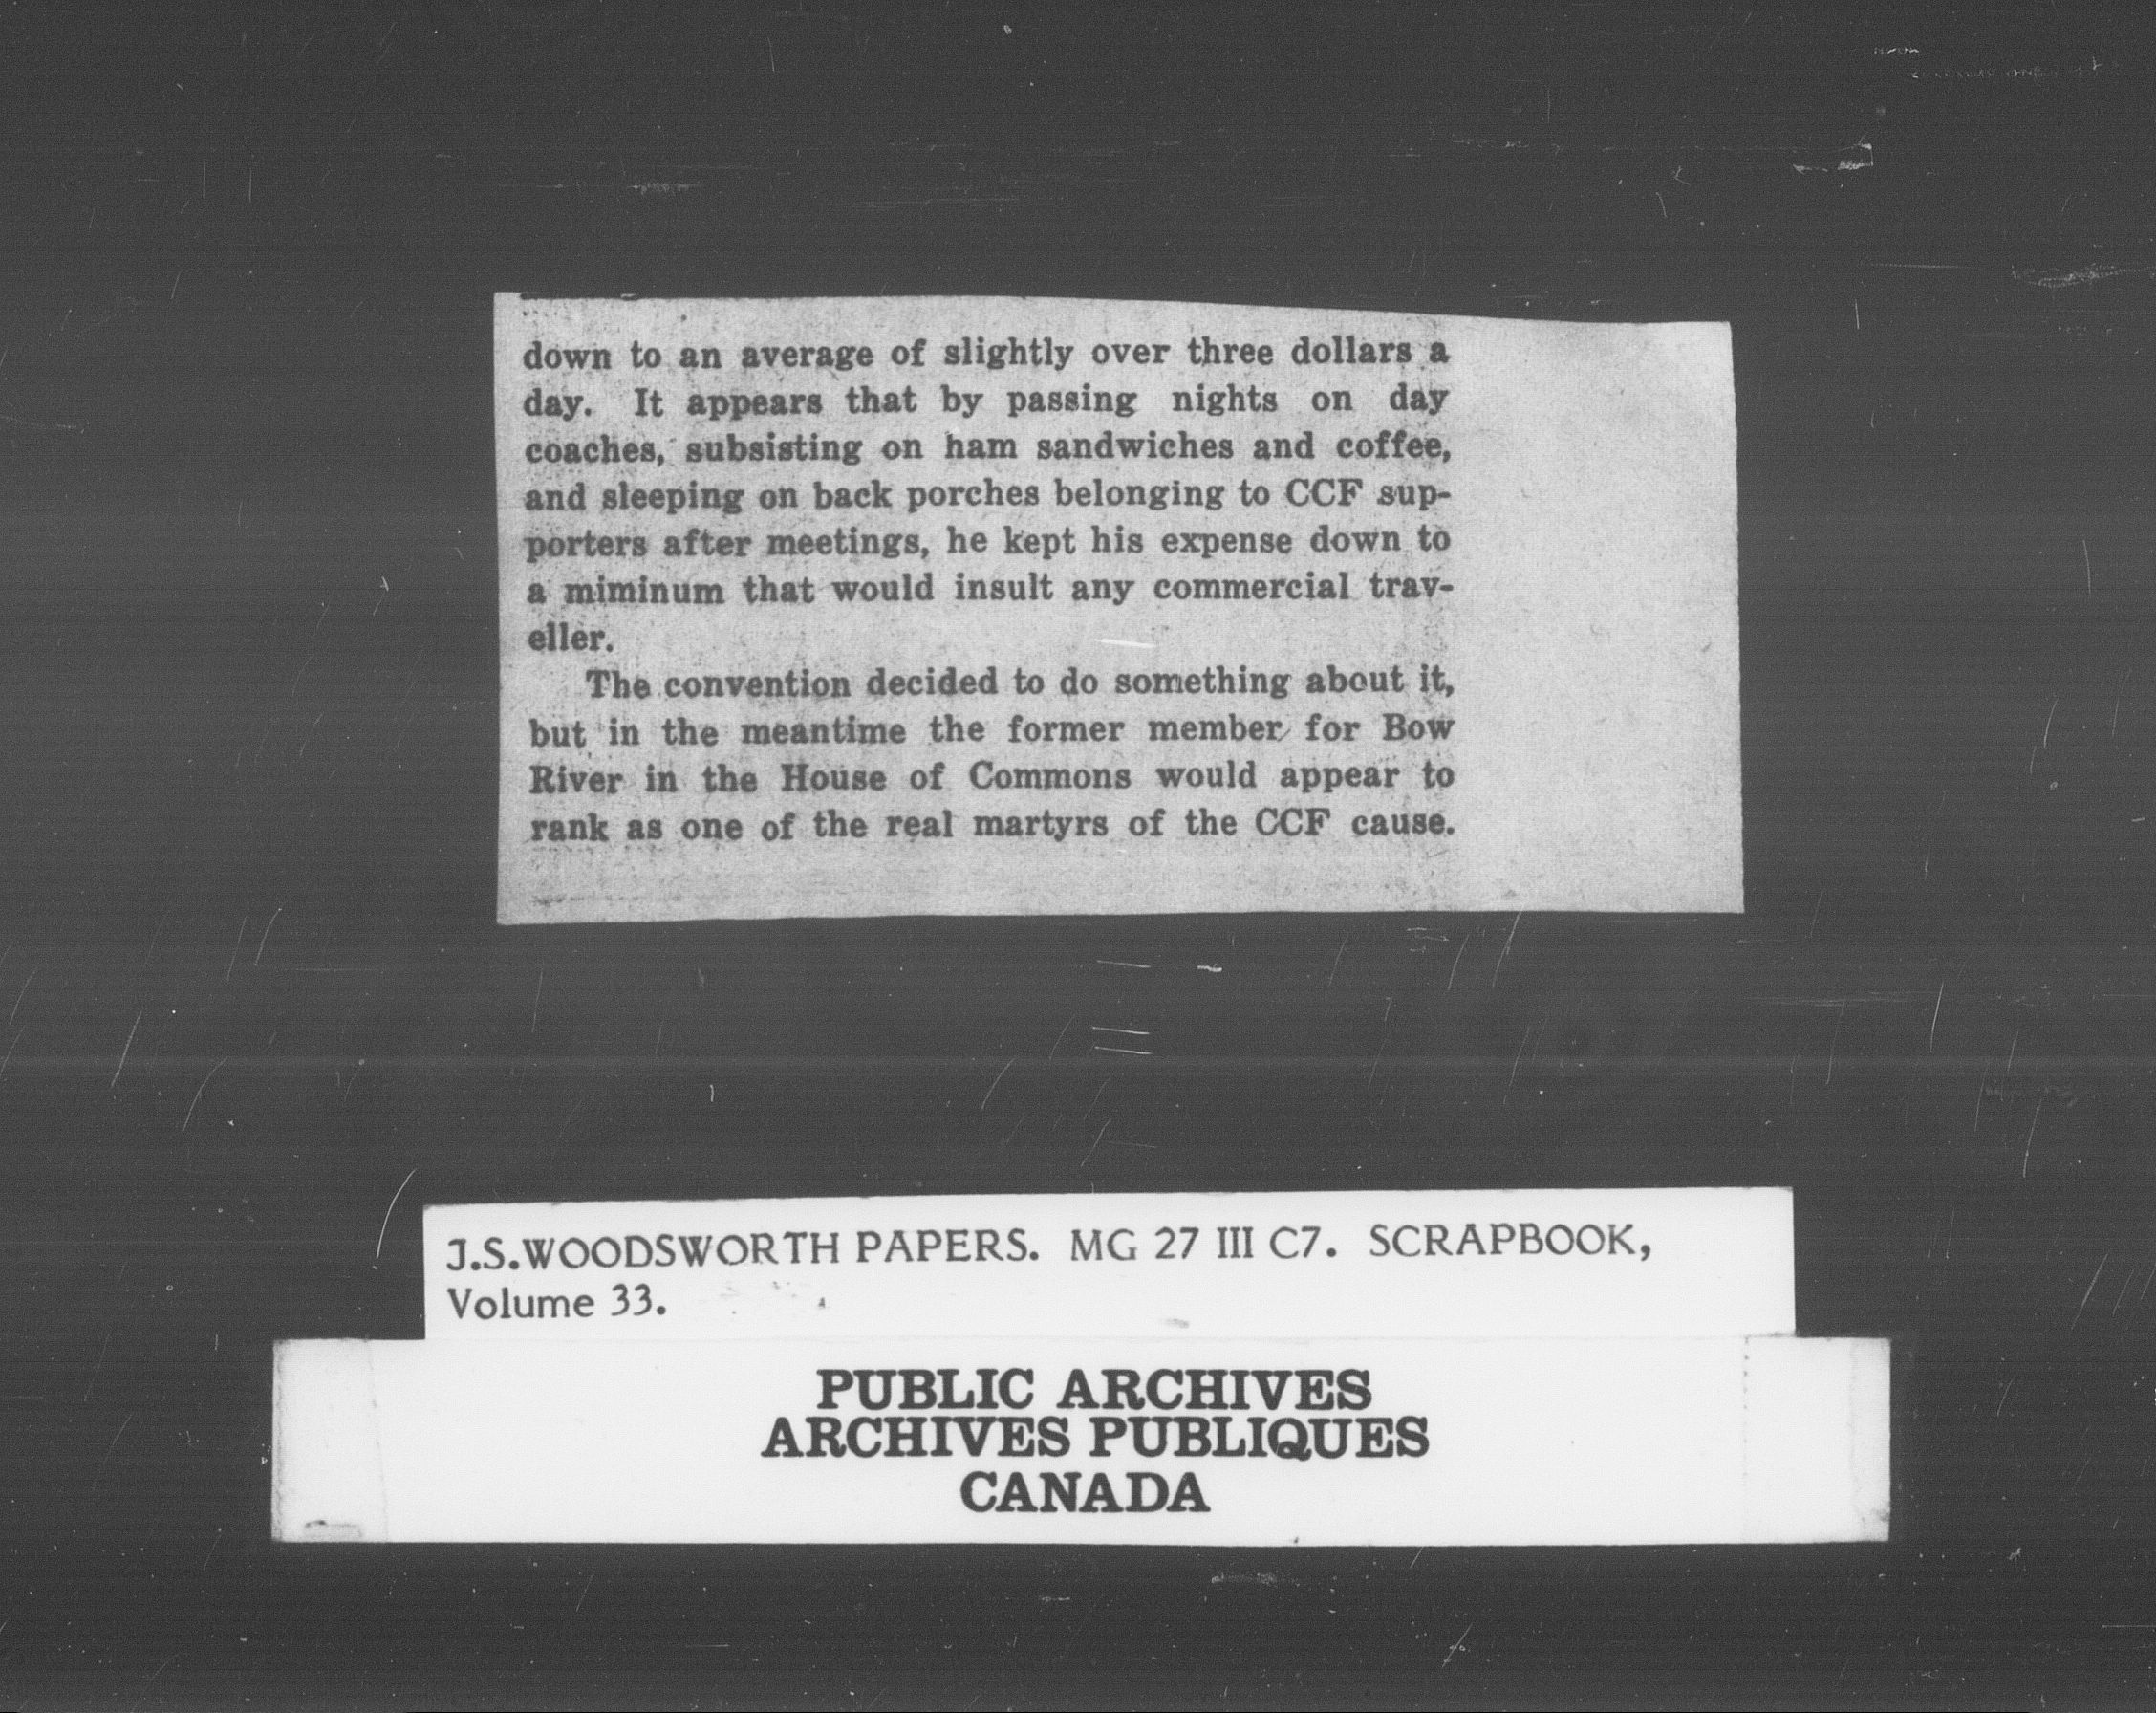 down to an average of slightly over three dollars a
day. It appears that by passing nights on day
coaches, subsisting on ham sandwiches and coffee,
and sleeping on back porches belonging to CCF sup-
porters after meetings, he kept his expense down to
a miminum that would insult any commercial trav-
eller.
The convention decided to do something about it,
but in the meantime the former member for Bow
River in the House of Commons would appear to
rank as one of the real martyrs of the CCF cause.
J.S.WOODSWORTH PAPERS. MG 27 III C7. SCRAPBOOK,
Volume 33.
PUBLIC ARCHIVES
ARCHIVES PUBLIQUES
CANADA